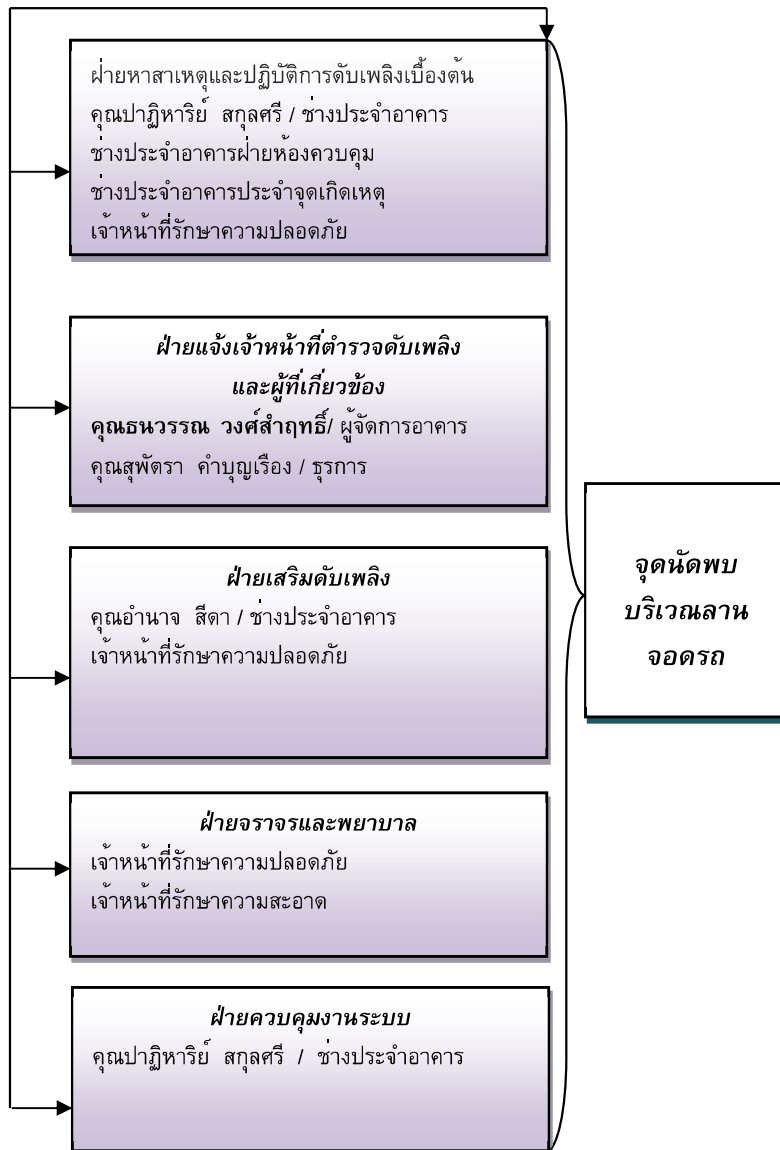 ฝ่ายหาสาเหตุและปฏิบัติการดับเพลิงเบื้องต้น
คุณปาฏิหาริย์ สกุลศรี / ช่างประจำอาคาร
ช่างประจำอาคารฝ่ายห้องควบคุม
ช่างประจำอาคารประจำจุดเกิดเหตุ
เจ้าหน้าที่รักษาความปลอดภัย
ฝ่ายแจ้งเจ้าหน้าที่ตำรวจดับเพลิง
และผู้ที่เกี่ยวข้อง
คุณธนวรรณ วงศ์สำฤทธิ์/ ผู้จัดการอาคาร
คุณสุพัตรา คำบุญเรือง / ธุรการ
ฝ่ายเสริมดับเพลิง
คุณอำนาจ สีดา / ช่างประจำอาคาร
เจ้าหน้าที่รักษาความปลอดภัย
ฝ่ายจราจรและพยาบาล
เจ้าหน้าที่รักษาความปลอดภัย
เจ้าหน้าที่รักษาความสะอาด
ฝ่ายควบคุมงานระบบ
คุณปาฏิหาริย์ สกุลศรี / ช่างประจำอาคาร
จุดนัดพบ
บริเวณลาน
จอดรถ